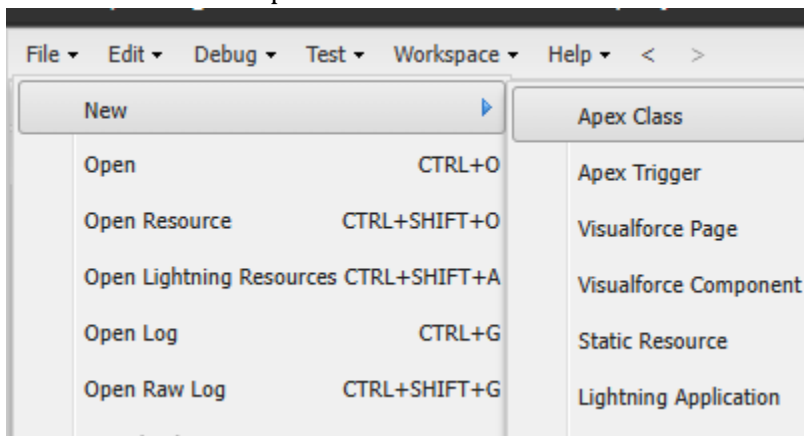 File Edit Debug Test Workspace Help < >
New
Open CTRL+O
Open Resource CTRL+SHIFT+O
Open Lightning Resources CTRL+SHIFT+A
Open Log CTRL+G
Open Raw Log CTRL+SHIFT+G
Apex Class
Apex Trigger
Visualforce Page
Visualforce Component
Static Resource
Lightning Application